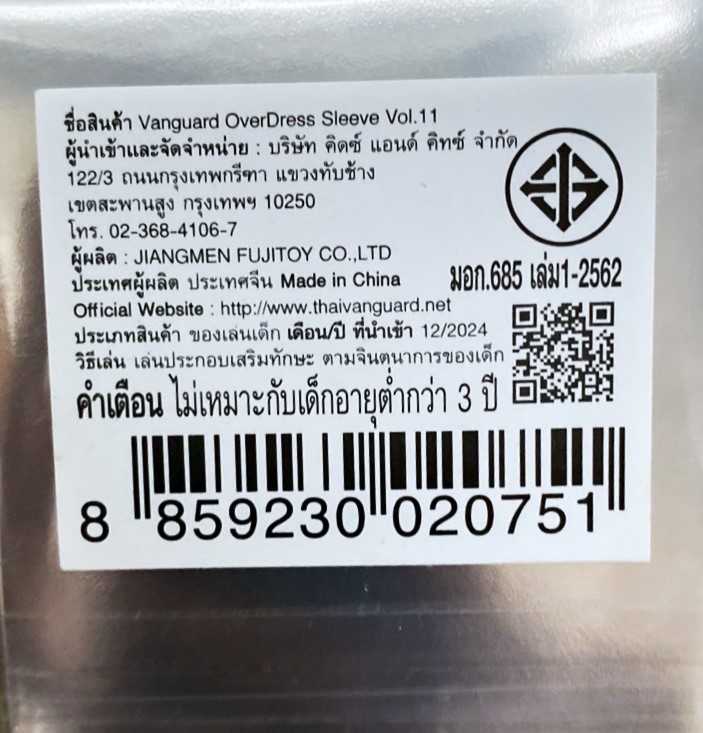 ชื่อสินค้า Vanguard OverDress Sleeve Vol.11
ผู้นำเข้าและจัดจำหน่าย : บริษัท คิดซ์ แอนด์ คิทซ์ จำกัด
122/3 ถนนกรุงเทพกรีฑา แขวงทับช้าง
เขตสะพานสูง กรุงเทพฯ 10250
โทร. 02-368-4106-7
ผู้ผลิต : JIANGMEN FUJITOY CO.,LTD
ประเทศผู้ผลิต ประเทศจีน Made in China
มอก.685 เล่ม1-2562
Official Website : http://www.thaivanguard.net
ประเภทสินค้า ของเล่นเด็ก เดือน/ปี ที่นำเข้า 12/2024
วิธีเล่น เล่นประกอบเสริมทักษะ ตามจินตนาการของเด็ก
คำเตือน ไม่เหมาะกับเด็กอายุต่ำกว่า 3 ปี
8 859230 020751